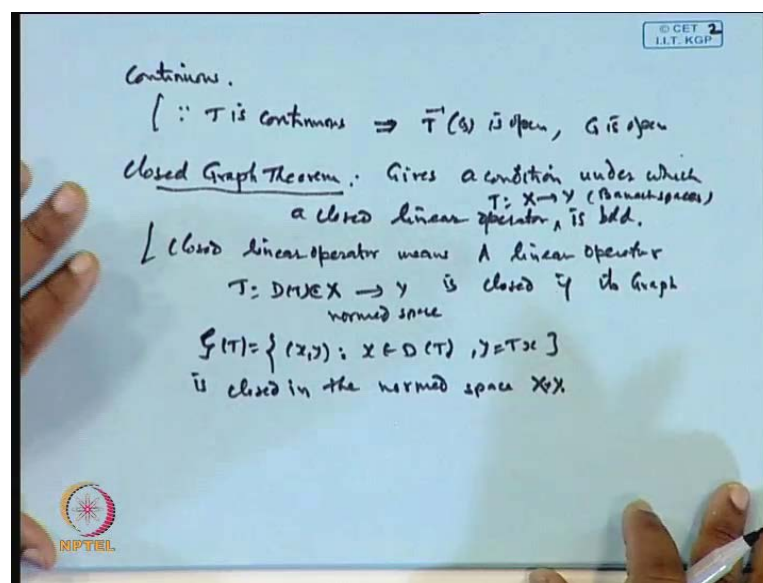 © CET 2
I.I.T. KGP
Continuous.
[ ∵ T is continuous ⇒ T⁻¹(G) is open, G is open
Closed Graph Theorem: Gives a condition under which
T: X → Y (Banach spaces)
a closed linear operator ∧ is bdd.
[ Closed linear operator means A linear operator
T: D(T)⊂X → Y is closed if its Graph
normed space
G(T)= { (x,y): x ∈ D(T), y=Tx }
is closed in the normed space X×Y.
NPTEL